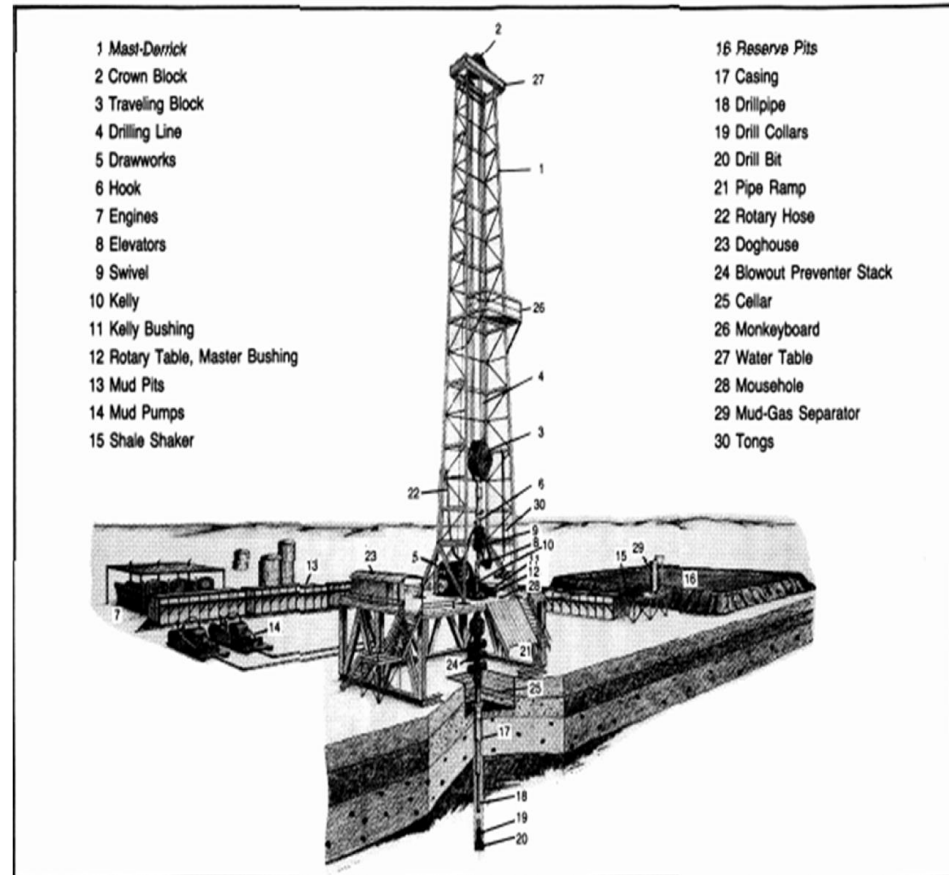 1 Mast-Derrick
2 Crown Block
3 Traveling Block
4 Drilling Line
5 Drawworks
6 Hook
7 Engines
8 Elevators
9 Swivel
10 Kelly
11 Kelly Bushing
12 Rotary Table, Master Bushing
13 Mud Pits
14 Mud Pumps
15 Shale Shaker
16 Reserve Pits
17 Casing
18 Drillpipe
19 Drill Collars
20 Drill Bit
21 Pipe Ramp
22 Rotary Hose
23 Doghouse
24 Blowout Preventer Stack
25 Cellar
26 Monkeyboard
27 Water Table
28 Mousehole
29 Mud-Gas Separator
30 Tongs
2
27
1
26
4
3
6
22
30
9
8 10
5
11
12
28
23
13
29
15
16
7
14
21
24
25
17
18
19
20